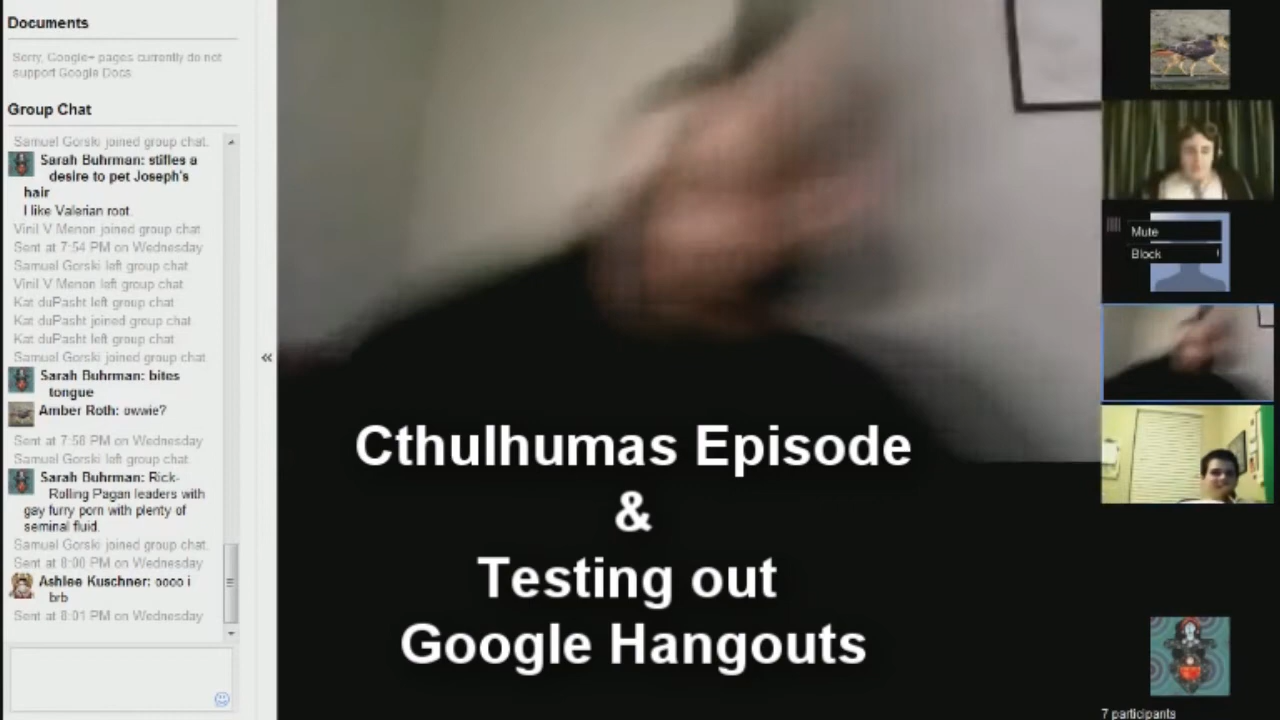 Documents
Sorry, Google+ pages currently do not
support Google Docs.
Group Chat
Samuel Gorski joined group chat.
Sarah Buhrman: stifles a
desire to pet Joseph's
hair
I like Valerian root.
Vinil V Menon joined group chat
Sent at 7:54 PM on Wednesday
Samuel Gorski left group chat
Vinil V Menon left group chat.
Kat duPasht left group chat
Kat duPasht joined group chat.
Kat duPasht left group chat
Samuel Gorski joined group chat
Sarah Buhrman: bites
tongue
Amber Roth: owwie?
Sent at 7:58 PM on Wednesday
Samuel Gorski left group chat.
Sarah Buhrman: Rick-
Rolling Pagan leaders with
gay furry porn with plenty of
seminal fluid.
Samuel Gorski joined group chat.
Sent at 8:00 PM on Wednesday
Ashlee Kuschner: oooo i
brb
Sent at 8:01 PM on Wednesday
«
Cthulhumas Episode
&
Testing out
Google Hangouts
Mute
Block
7 participants